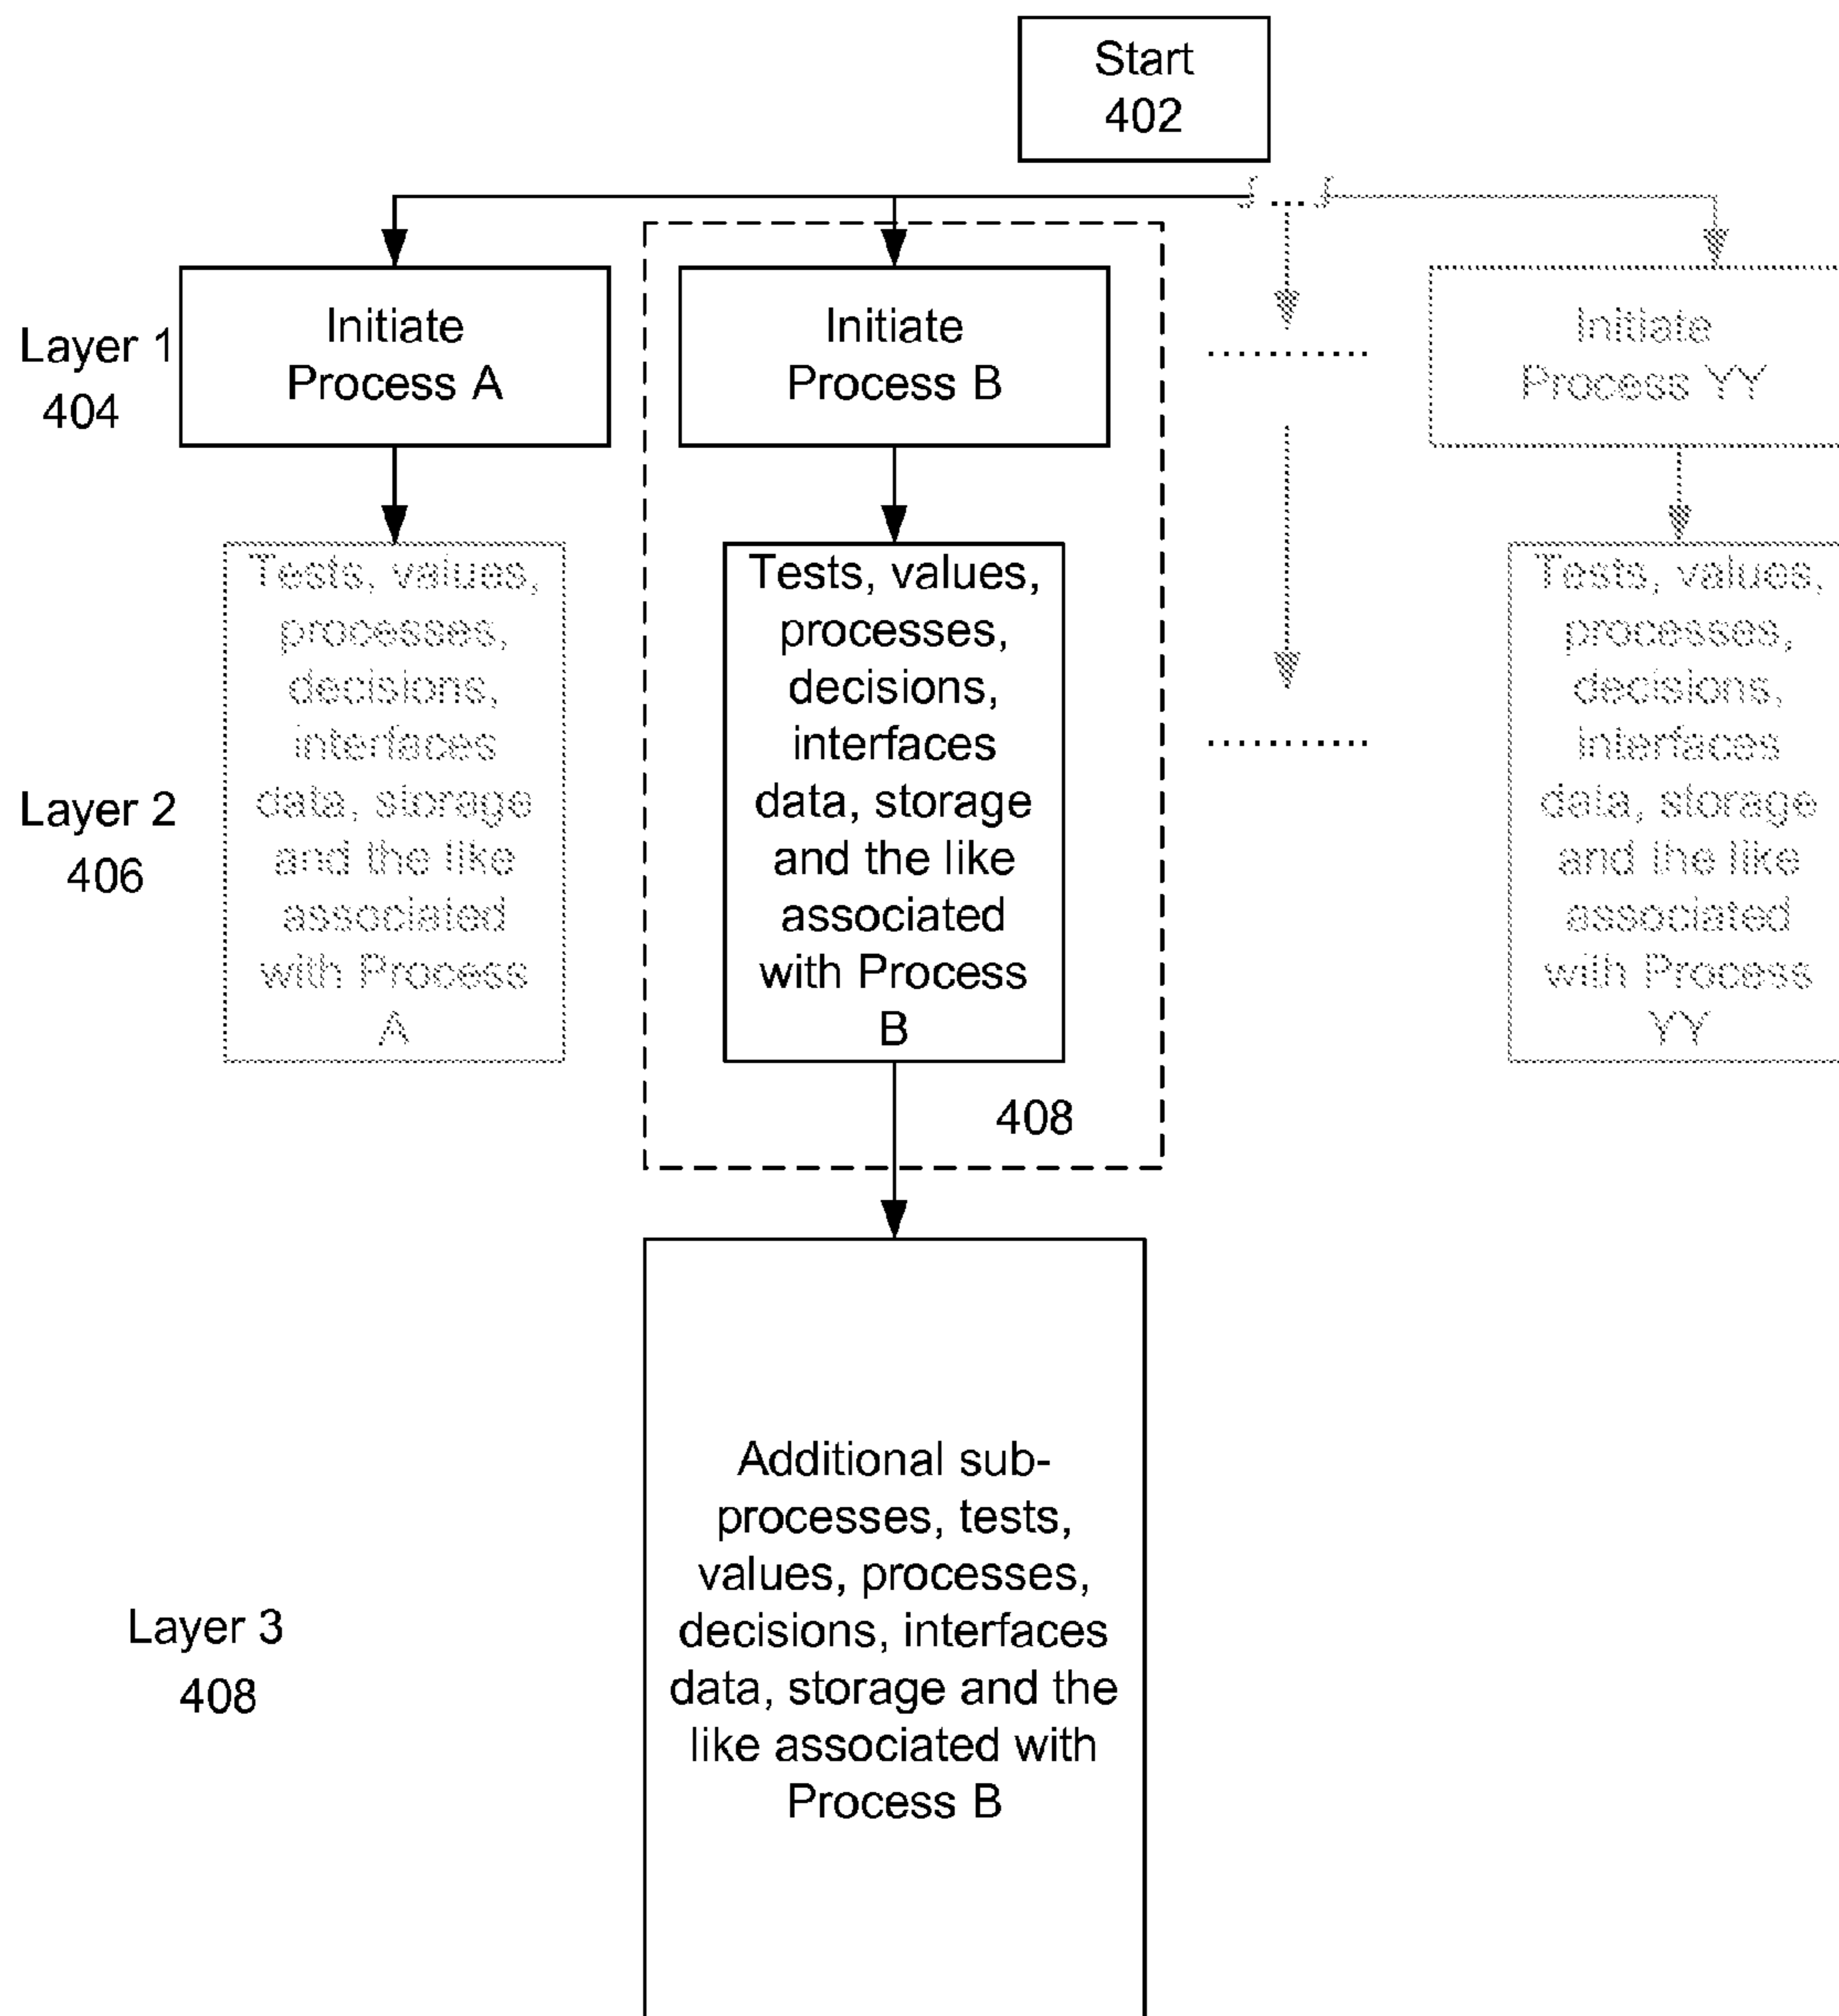 Start
402
Layer 1
404
Initiate
Process A
Initiate
Process B
Initiate
Process YY
Layer 2
406
Tests, values,
processes,
decisions,
interfaces
data, storage
and the like
associated
with Process
A
Tests, values,
processes,
decisions,
interfaces
data, storage
and the like
associated
with Process
B
Tests, values,
processes,
decisions,
interfaces
data, storage
and the like
associated
with Process
YY
408
Layer 3
408
Additional sub-
processes, tests,
values, processes,
decisions, interfaces
data, storage and the
like associated with
Process B